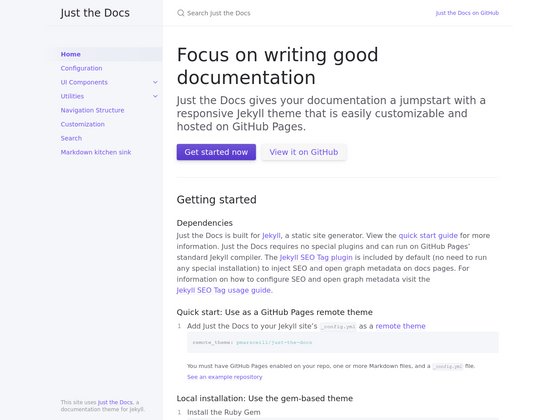 Just the Docs
Search Just the Docs
Just the Docs on GitHub
Home
Configuration
UI Components
Utilities
Navigation Structure
Customization
Search
Markdown kitchen sink
This site uses Just the Docs, a
documentation theme for Jekyll.
Focus on writing good
documentation
Just the Docs gives your documentation a jumpstart with a
responsive Jekyll theme that is easily customizable and
hosted on GitHub Pages.
Get started now
View it on GitHub
Getting started
Dependencies
Just the Docs is built for Jekyll, a static site generator. View the quick start guide for more
information. Just the Docs requires no special plugins and can run on GitHub Pages’
standard Jekyll compiler. The Jekyll SEO Tag plugin is included by default (no need to run
any special installation) to inject SEO and open graph metadata on docs pages. For
information on how to configure SEO and open graph metadata visit the
Jekyll SEO Tag usage guide.
Quick start: Use as a GitHub Pages remote theme
1 Add Just the Docs to your Jekyll site’s _config.yml as a remote theme
remote_theme: pmarsceill/just-the-docs
You must have GitHub Pages enabled on your repo, one or more Markdown files, and a _config.yml file.
See an example repository
Local installation: Use the gem-based theme
1 Install the Ruby Gem